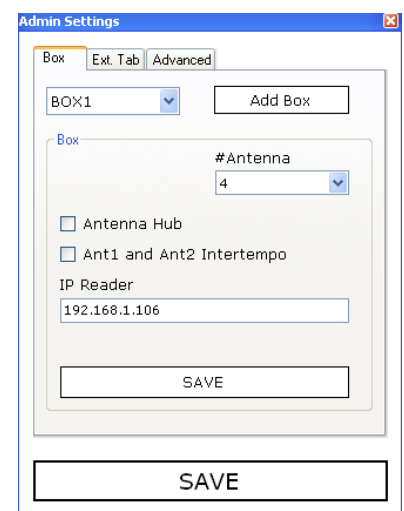 Admin Settings
Box Ext. Tab Advanced
BOX1 Add Box
Box
#Antenna
4
Antenna Hub
Ant1 and Ant2 Intertempo
IP Reader
192.168.1.106
SAVE
SAVE